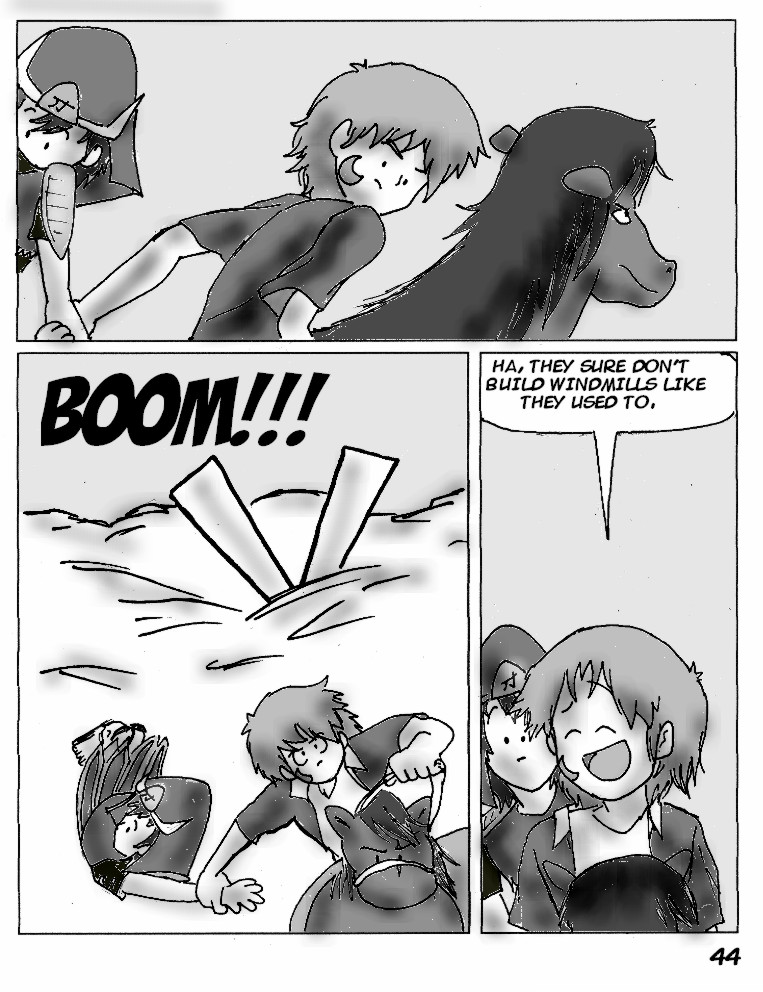 BOOM!!!
HA, THEY SURE DON'T
BUILD WINDMILLS LIKE
THEY USED TO.
44